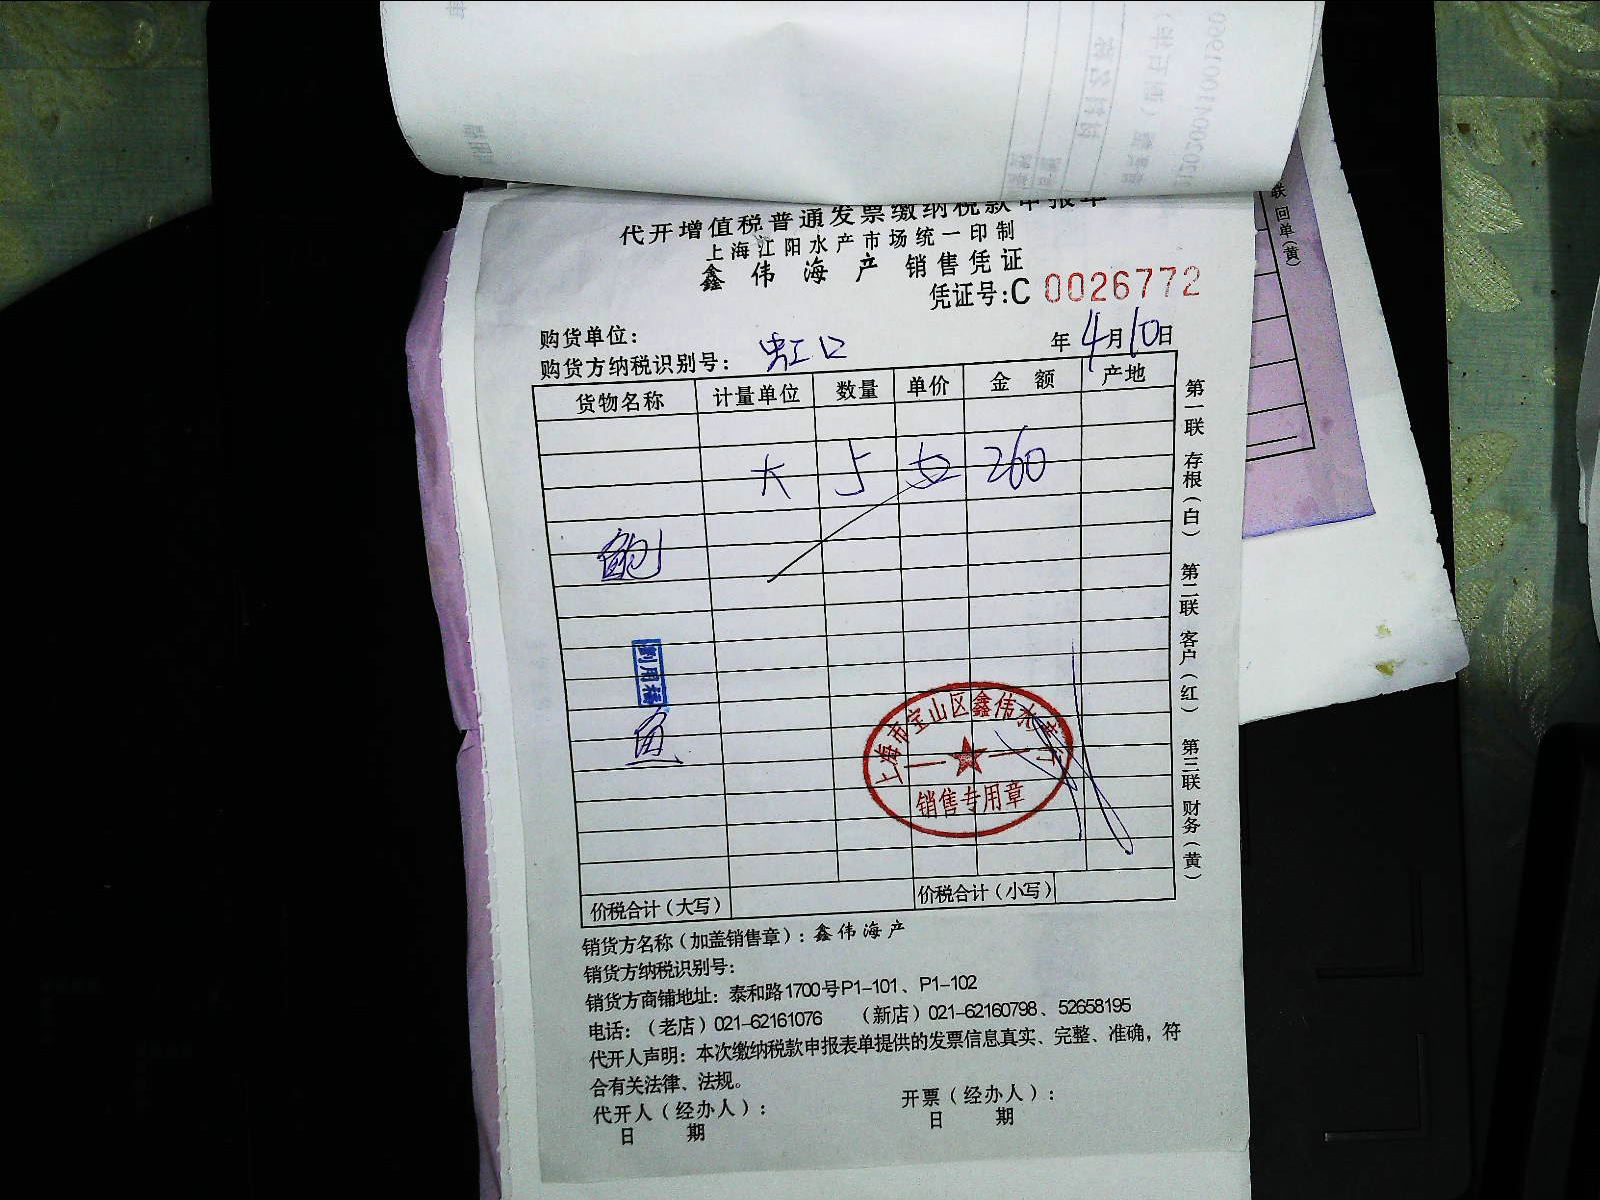 代开增值税普通发票缴纳税款申报单
上海江阳水产市场统一印制
鑫伟海产 销售凭证
凭证号:C 0026772
购货单位:
购货方纳税识别号: 虹口
年4月10日
货物名称 计量单位 数量 单价 金额 产地
大 5 260
鲍
鱼
上海市宝山区鑫伟水产行
销售专用章
价税合计(大写) 价税合计(小写)
第一联 存根(白) 第二联 客户(红) 第三联 财务(黄)
销货方名称(加盖销售章): 鑫伟海产
销货方纳税识别号:
销货方商铺地址: 泰和路1700号P1-101、P1-102
电话:(老店)021-62161076 (新店)021-62160798、52658195
代开人声明: 本次缴纳税款申报表单提供的发票信息真实、完整、准确,符
合有关法律、法规。
代开人(经办人): 开票(经办人):
日期 日期
联回单(黄)